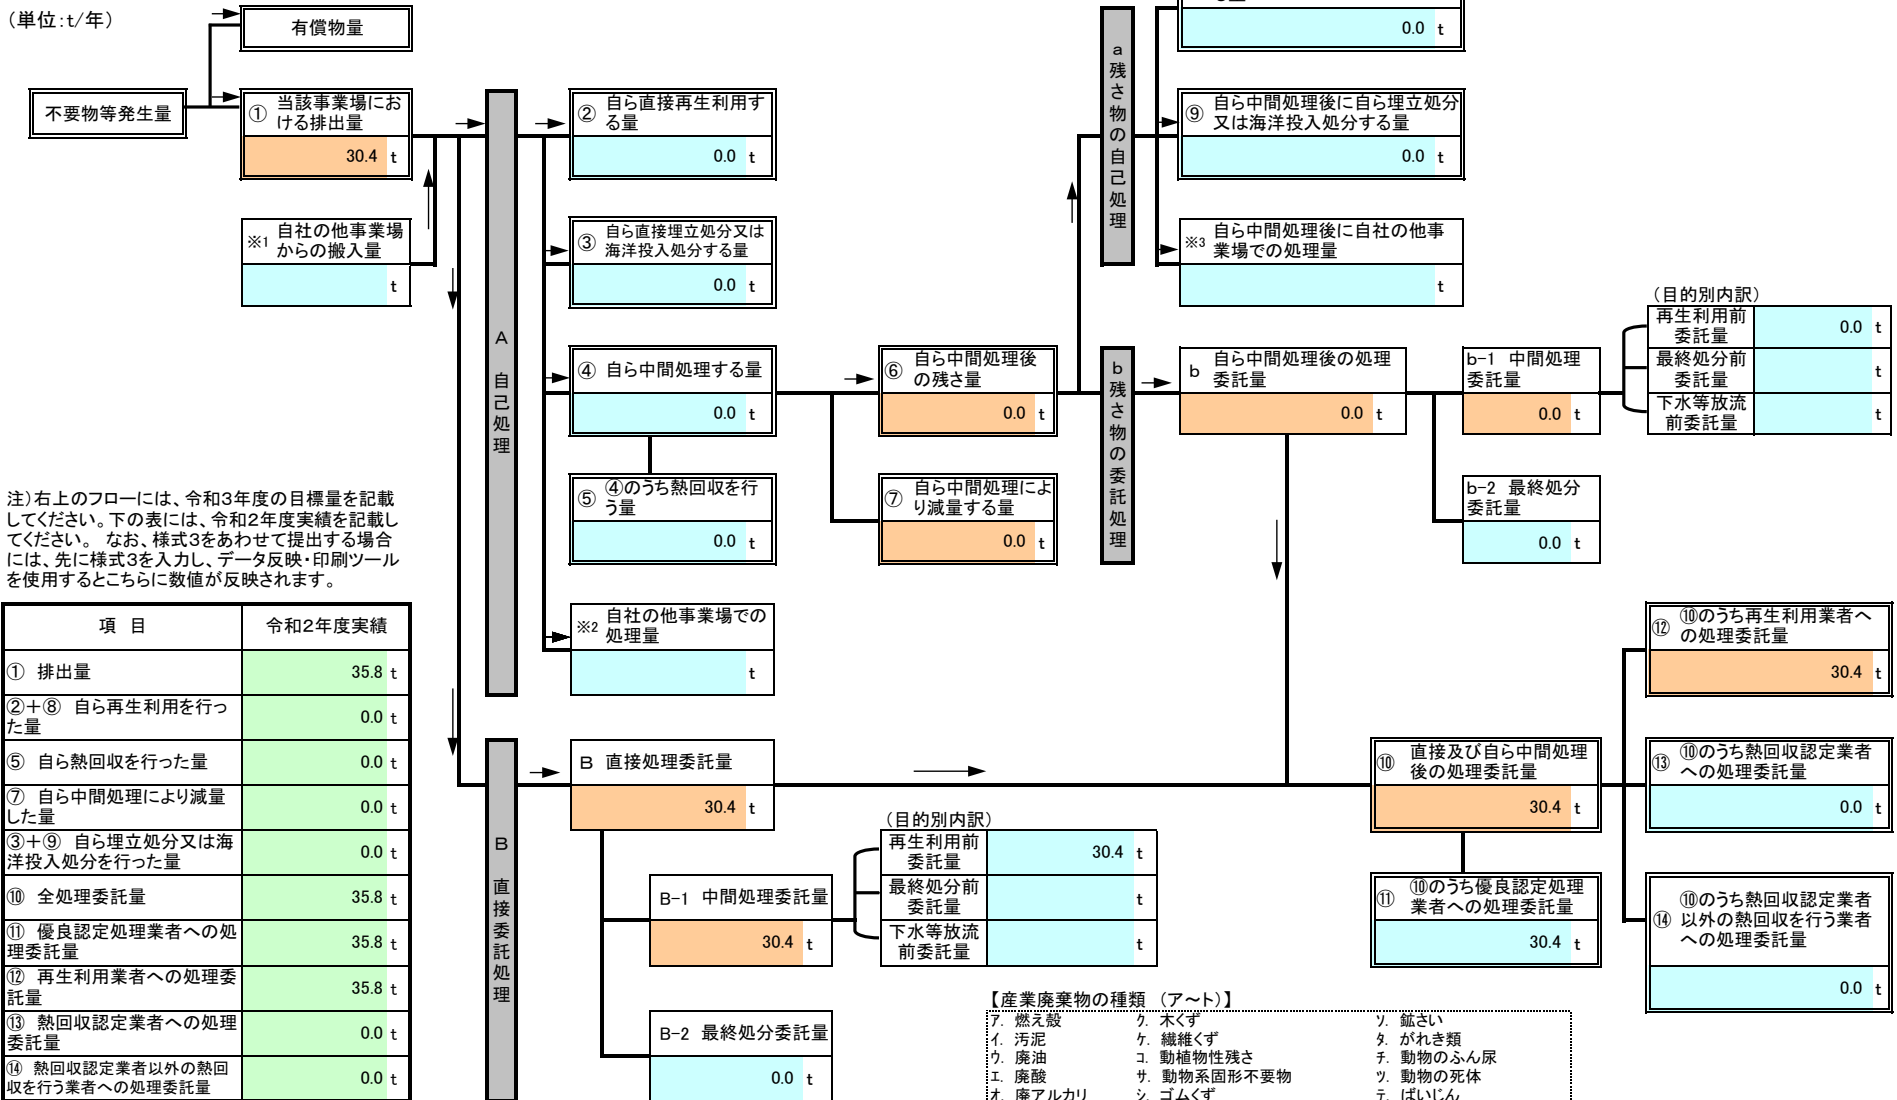 （単位:t/年）
有償物量
不要物等発生量
① 当該事業場にお
ける排出量
30.4 t
※1 自社の他事業場
からの搬入量
t
A 自己処理
② 自ら直接再生利用す
る量
0.0 t
③ 自ら直接埋立処分又は
海洋投入処分する量
0.0 t
④ 自ら中間処理する量
0.0 t
⑤ ④のうち熱回収を行
う量
0.0 t
※2 自社の他事業場での
処理量
t
⑥ 自ら中間処理後
の残さ量
0.0 t
⑦ 自ら中間処理によ
り減量する量
0.0 t
a 残さ物の自己処理
0.0 t
⑨ 自ら中間処理後に自ら埋立処分
又は海洋投入処分する量
0.0 t
※3 自ら中間処理後に自社の他事
業場での処理量
t
b 残さ物の委託処理
b 自ら中間処理後の処理
委託量
0.0 t
b-1 中間処理
委託量
0.0 t
（目的別内訳）
再生利用前
委託量
0.0 t
最終処分前
委託量
t
下水等放流
前委託量
t
b-2 最終処分
委託量
0.0 t
注）右上のフローには、令和３年度の目標量を記載
してください。下の表には、令和２年度実績を記載し
てください。 なお、様式３をあわせて提出する場合
には、先に様式３を入力し、データ反映・印刷ツール
を使用するとこちらに数値が反映されます。
項 目 令和２年度実績
① 排出量 35.8 t
②＋⑧ 自ら再生利用を行っ
た量 0.0 t
⑤ 自ら熱回収を行った量 0.0 t
⑦ 自ら中間処理により減量
した量 0.0 t
③＋⑨ 自ら埋立処分又は海
洋投入処分を行った量 0.0 t
⑩ 全処理委託量 35.8 t
⑪ 優良認定処理業者への処
理委託量 35.8 t
⑫ 再生利用業者への処理委
託量 35.8 t
⑬ 熱回収認定業者への処理
委託量 0.0 t
⑭ 熱回収認定業者以外の熱回
収を行う業者への処理委託量 0.0 t
B 直接委託処理
B 直接処理委託量
30.4 t
B-1 中間処理委託量
30.4 t
B-2 最終処分委託量
0.0 t
（目的別内訳）
再生利用前
委託量
30.4 t
最終処分前
委託量
t
下水等放流
前委託量
t
⑩ 直接及び自ら中間処理
後の処理委託量
30.4 t
⑪ ⑩のうち優良認定処理
業者への処理委託量
30.4 t
⑫ ⑩のうち再生利用業者へ
の処理委託量
30.4 t
⑬ ⑩のうち熱回収認定業者
への処理委託量
0.0 t
⑭ ⑩のうち熱回収認定業者
以外の熱回収を行う業者
への処理委託量
0.0 t
【産業廃棄物の種類 （ア～ト）】
ア. 燃え殻 ク. 木くず ソ. 鉱さい
イ. 汚泥 ケ. 繊維くず タ. がれき類
ウ. 廃油 コ. 動植物性残さ チ. 動物のふん尿
エ. 廃酸 サ. 動物系固形不要物 ツ. 動物の死体
オ. 廃アルカリ シ. ゴムくず テ. ばいじん